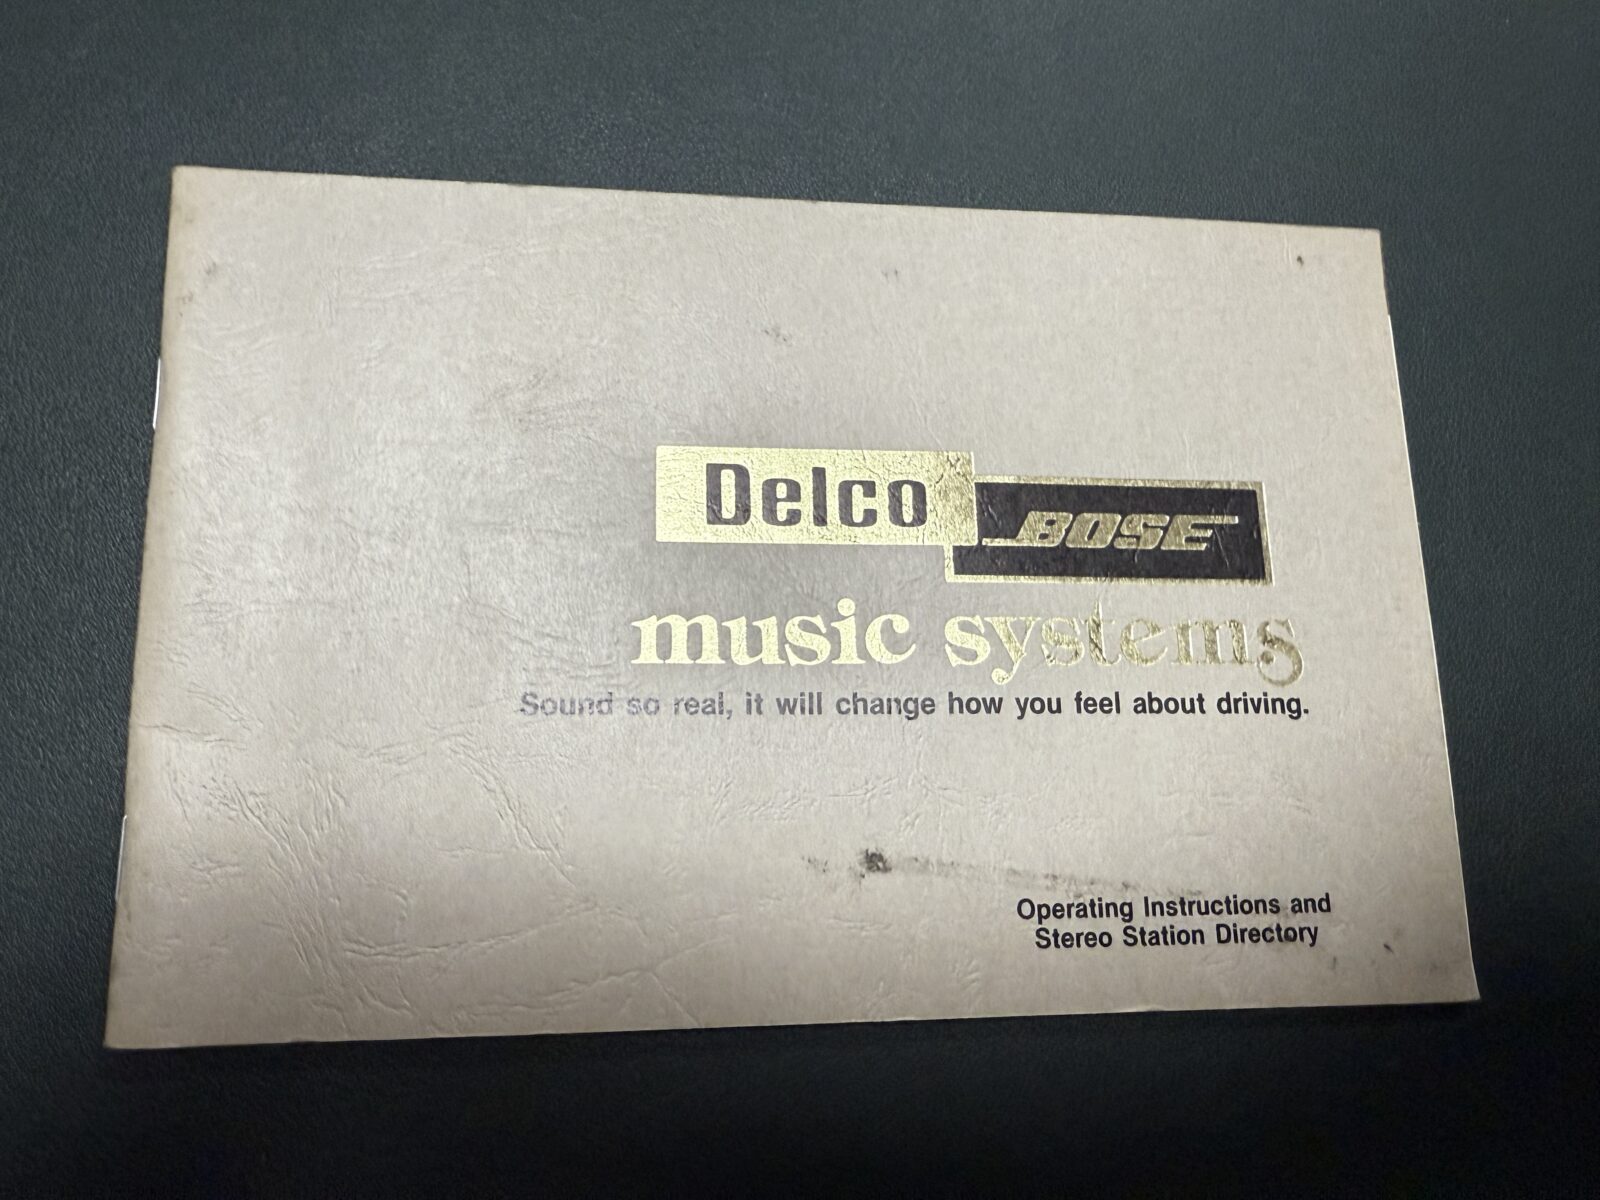 Delco
BOSE
music systems
Sound so real, it will change how you feel about driving.
Operating Instructions and
Stereo Station Directory